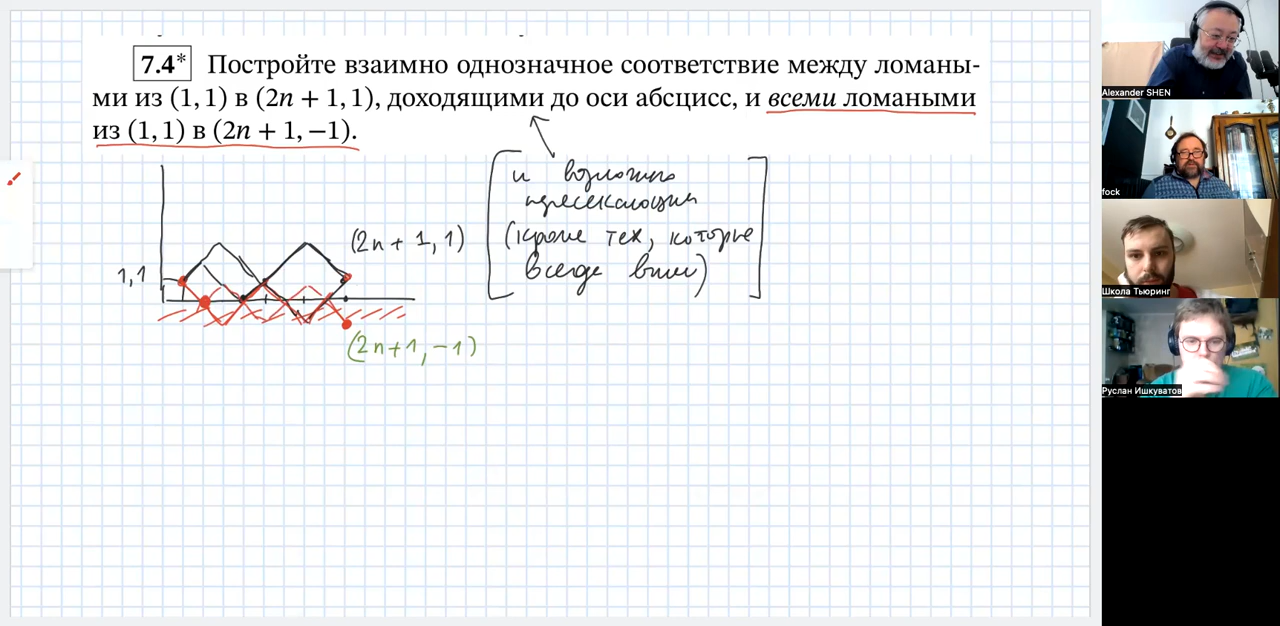 7.4* Постройте взаимно однозначное соответствие между ломаны-
ми из (1, 1) в (2n + 1, 1), доходящими до оси абсцисс, и всеми ломаными
из (1, 1) в (2n + 1, −1).
и возможно
пересекающими
(кроме тех, которые
всегда выше)
(2n + 1, 1)
1,1
(2n+1, −1)
Alexander SHEN
fock
Школа Тьюринг
Руслан Ишкуватов